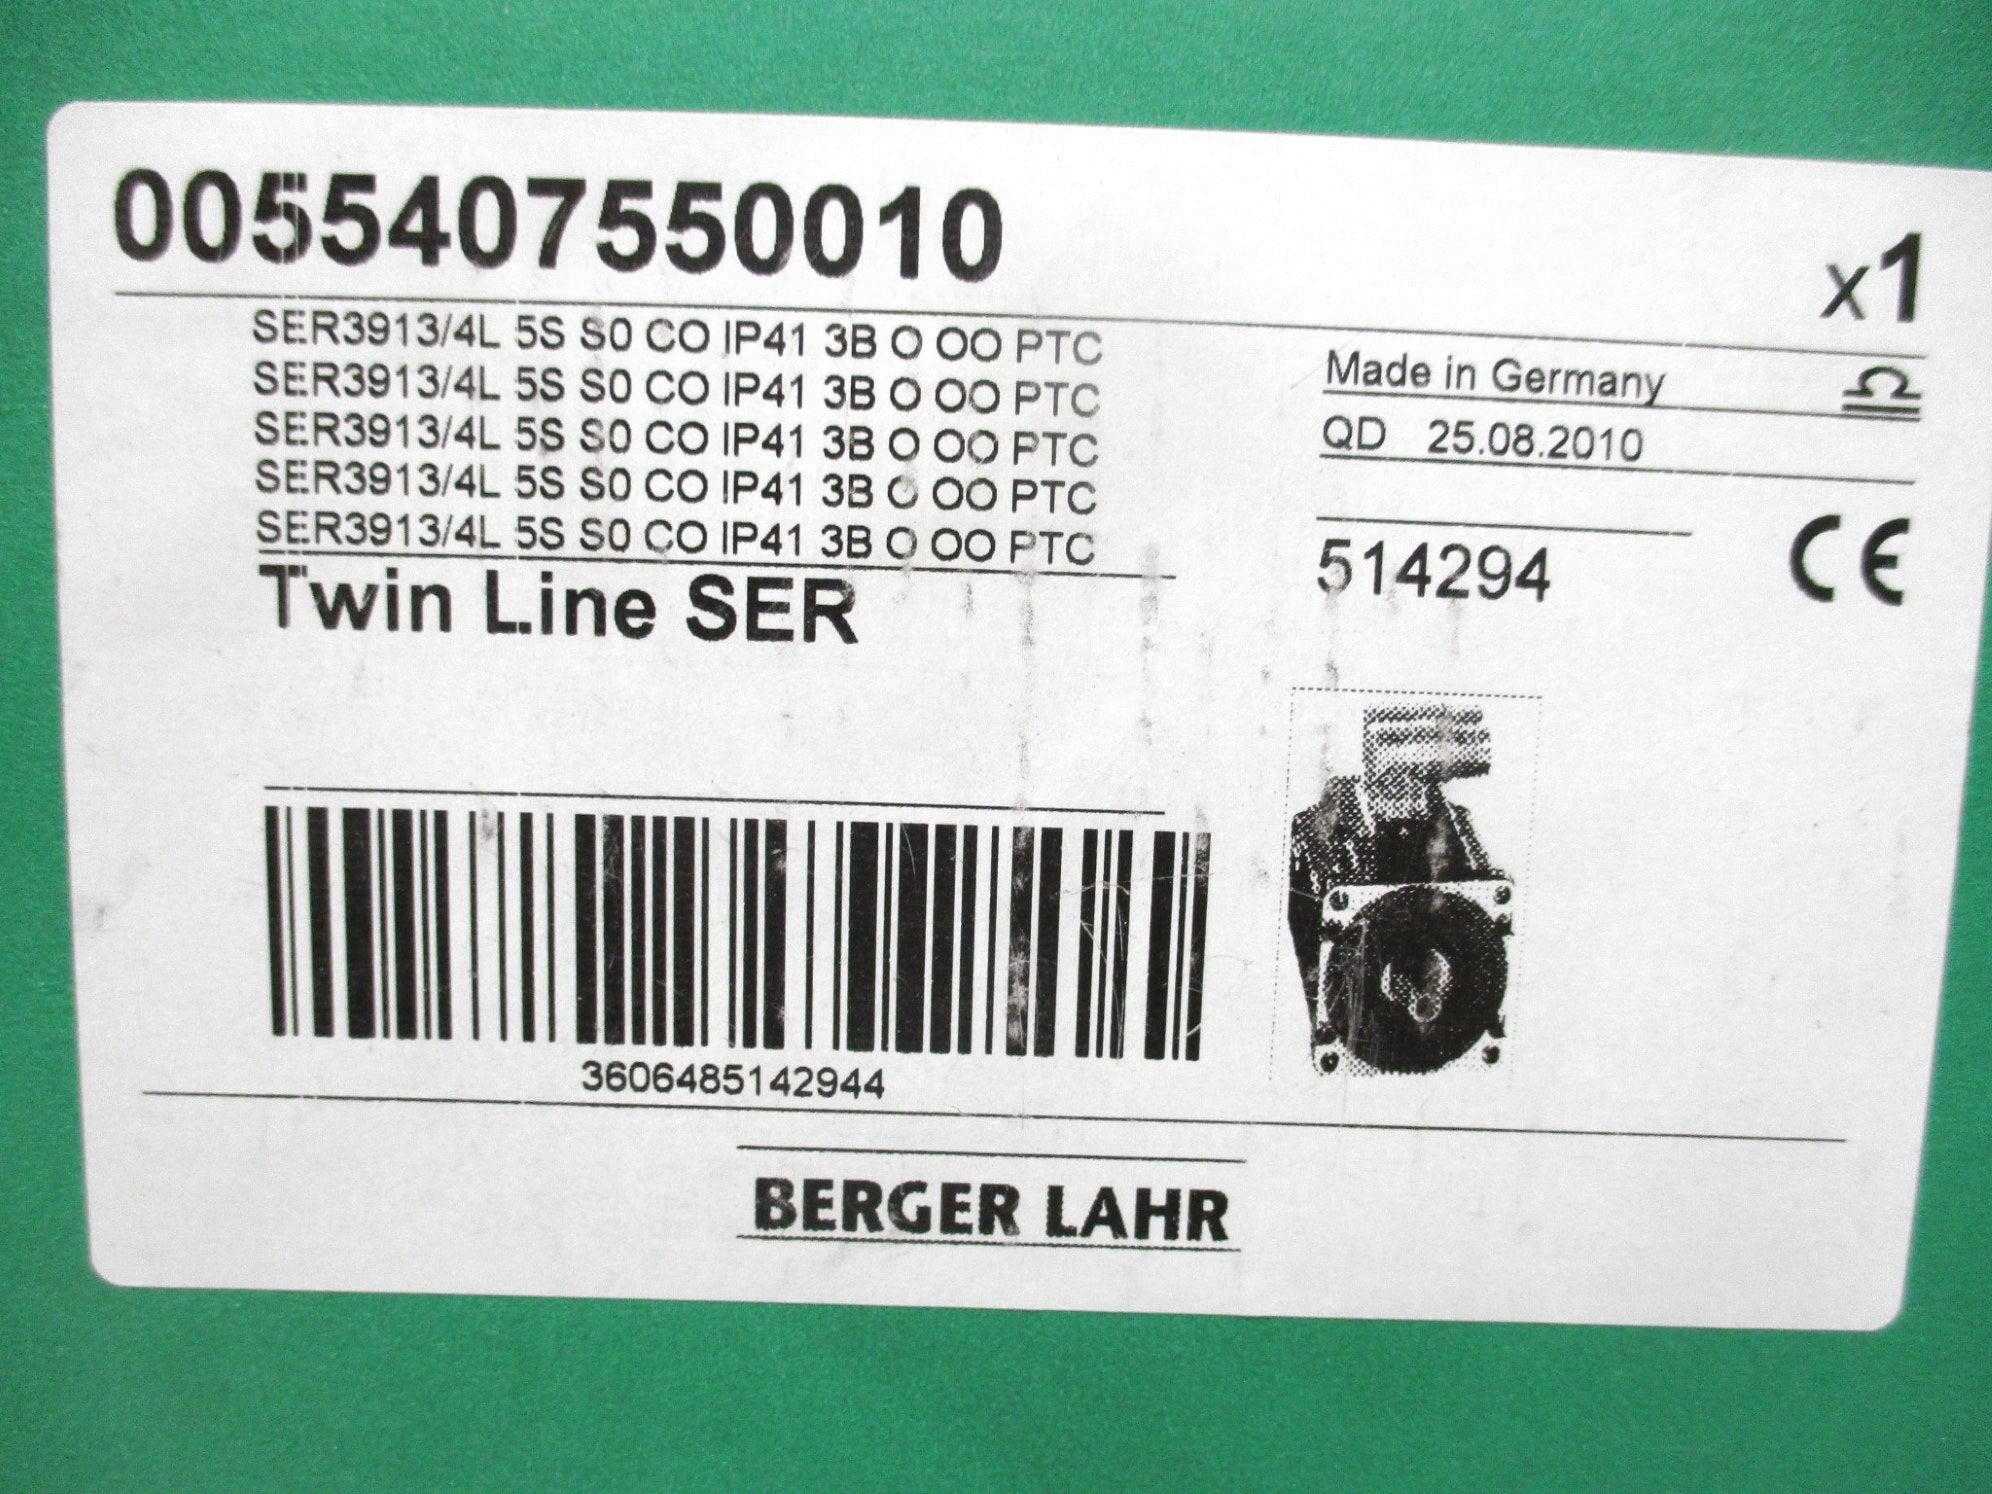 0055407550010
x1
SER3913/4L 5S S0 CO IP41 3B O OO PTC
SER3913/4L 5S S0 CO IP41 3B O OO PTC
SER3913/4L 5S S0 CO IP41 3B O OO PTC
SER3913/4L 5S S0 CO IP41 3B O OO PTC
SER3913/4L 5S S0 CO IP41 3B O OO PTC
Twin Line SER
Made in Germany
QD 25.08.2010
514294
CE
3606485142944
BERGER LAHR